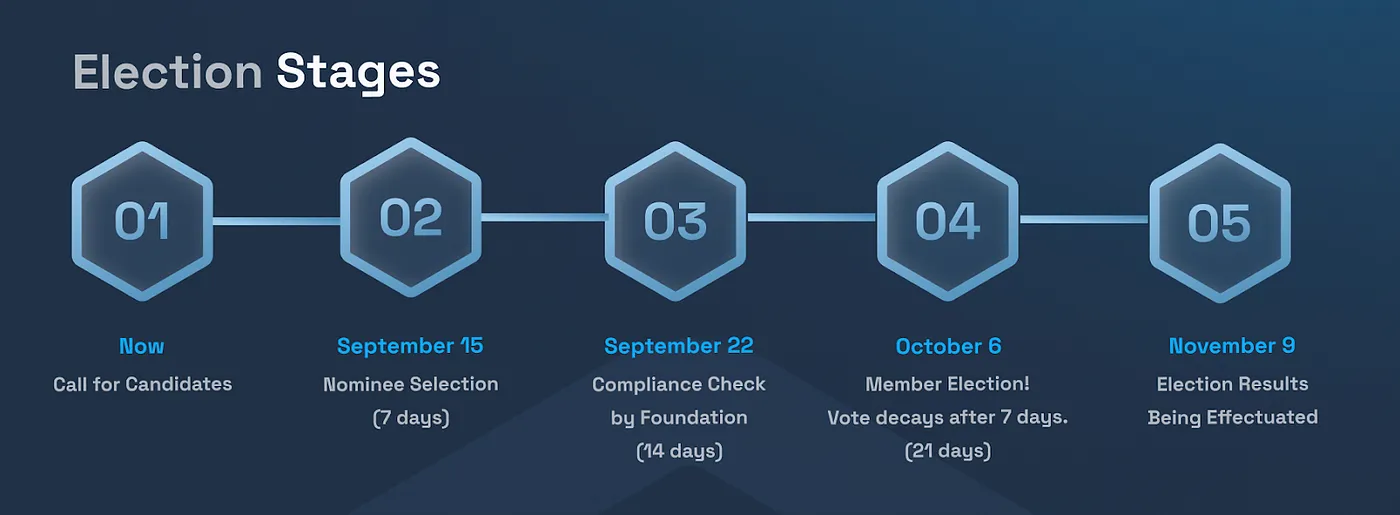 Election Stages
01
02
03
04
05
Now
Call for Candidates
September 15
Nominee Selection
(7 days)
September 22
Compliance Check
by Foundation
(14 days)
October 6
Member Election!
Vote decays after 7 days.
(21 days)
November 9
Election Results
Being Effectuated